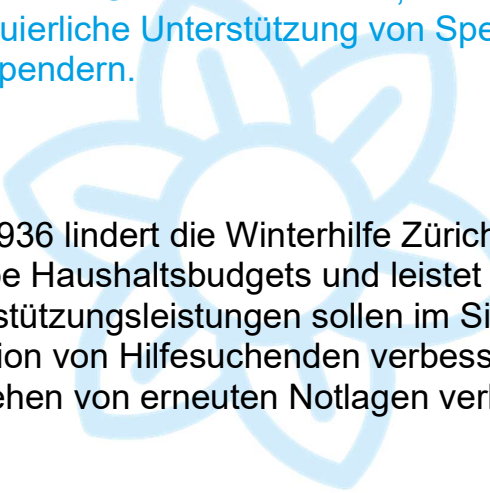 uierliche Unterstützung von Spe
pendern.
936 lindert die Winterhilfe Züric
e Haushaltsbudgets und leistet
stützungsleistungen sollen im Si
ion von Hilfesuchenden verbess
ehen von erneuten Notlagen ver